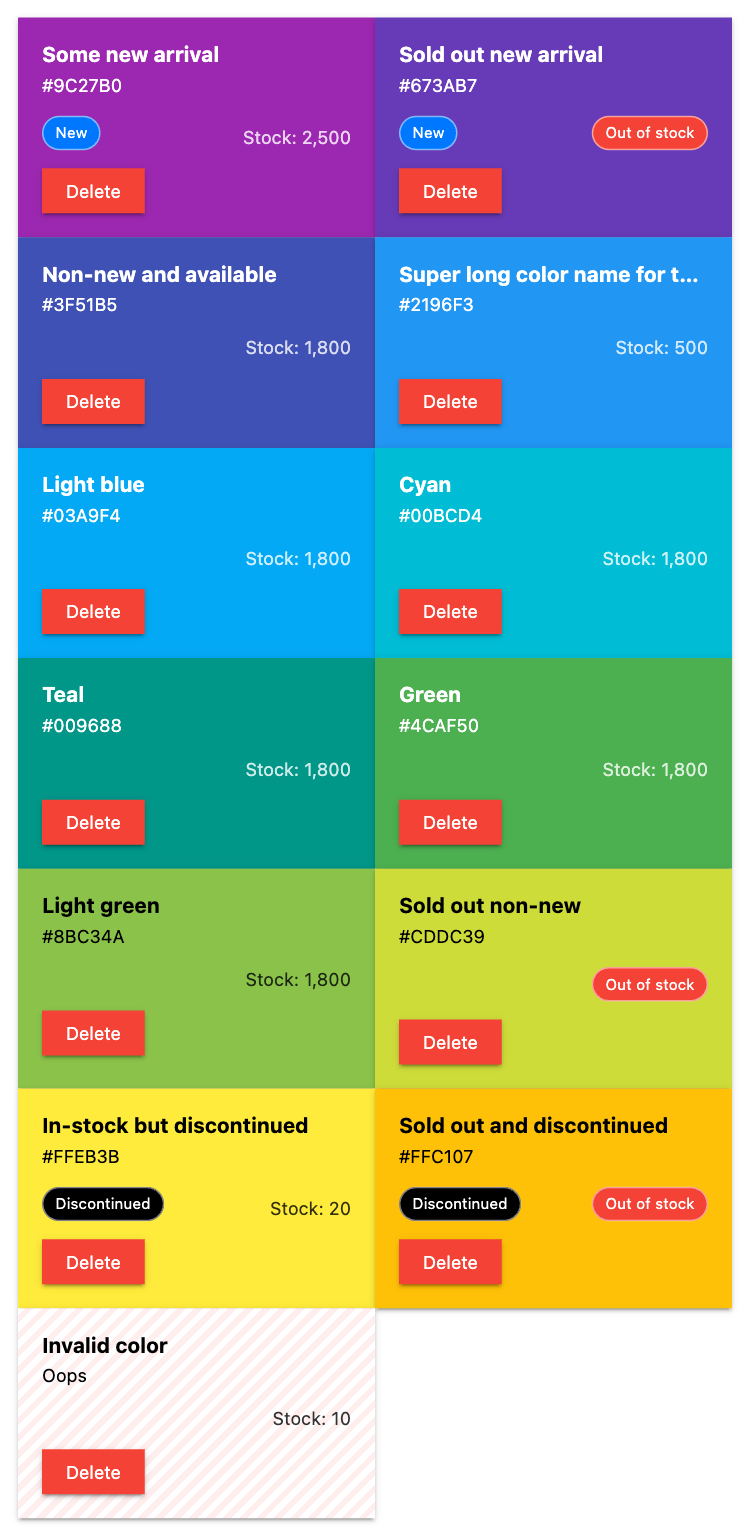 Some new arrival
#9C27B0
New
Stock: 2,500
Delete
Sold out new arrival
#673AB7
New
Out of stock
Delete
Non-new and available
#3F51B5
Stock: 1,800
Delete
Super long color name for t...
#2196F3
Stock: 500
Delete
Light blue
#03A9F4
Stock: 1,800
Delete
Cyan
#00BCD4
Stock: 1,800
Delete
Teal
#009688
Stock: 1,800
Delete
Green
#4CAF50
Stock: 1,800
Delete
Light green
#8BC34A
Stock: 1,800
Delete
Sold out non-new
#CDDC39
Out of stock
Delete
In-stock but discontinued
#FFEB3B
Discontinued
Stock: 20
Delete
Sold out and discontinued
#FFC107
Discontinued
Out of stock
Delete
Invalid color
Oops
Stock: 10
Delete